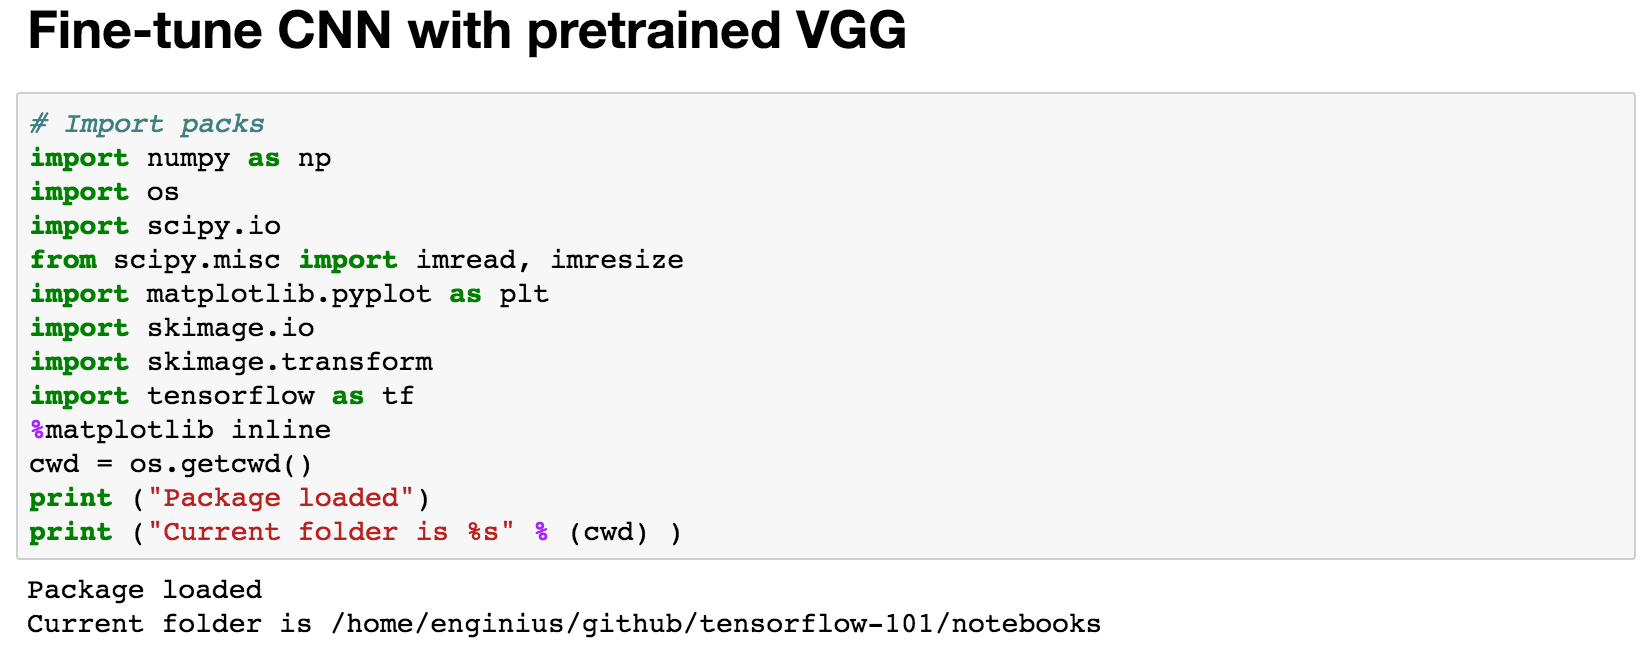 Fine-tune CNN with pretrained VGG
# Import packs
import numpy as np
import os
import scipy.io
from scipy.misc import imread, imresize
import matplotlib.pyplot as plt
import skimage.io
import skimage.transform
import tensorflow as tf
%matplotlib inline
cwd = os.getcwd()
print ("Package loaded")
print ("Current folder is %s" % (cwd) )
Package loaded
Current folder is /home/enginius/github/tensorflow-101/notebooks